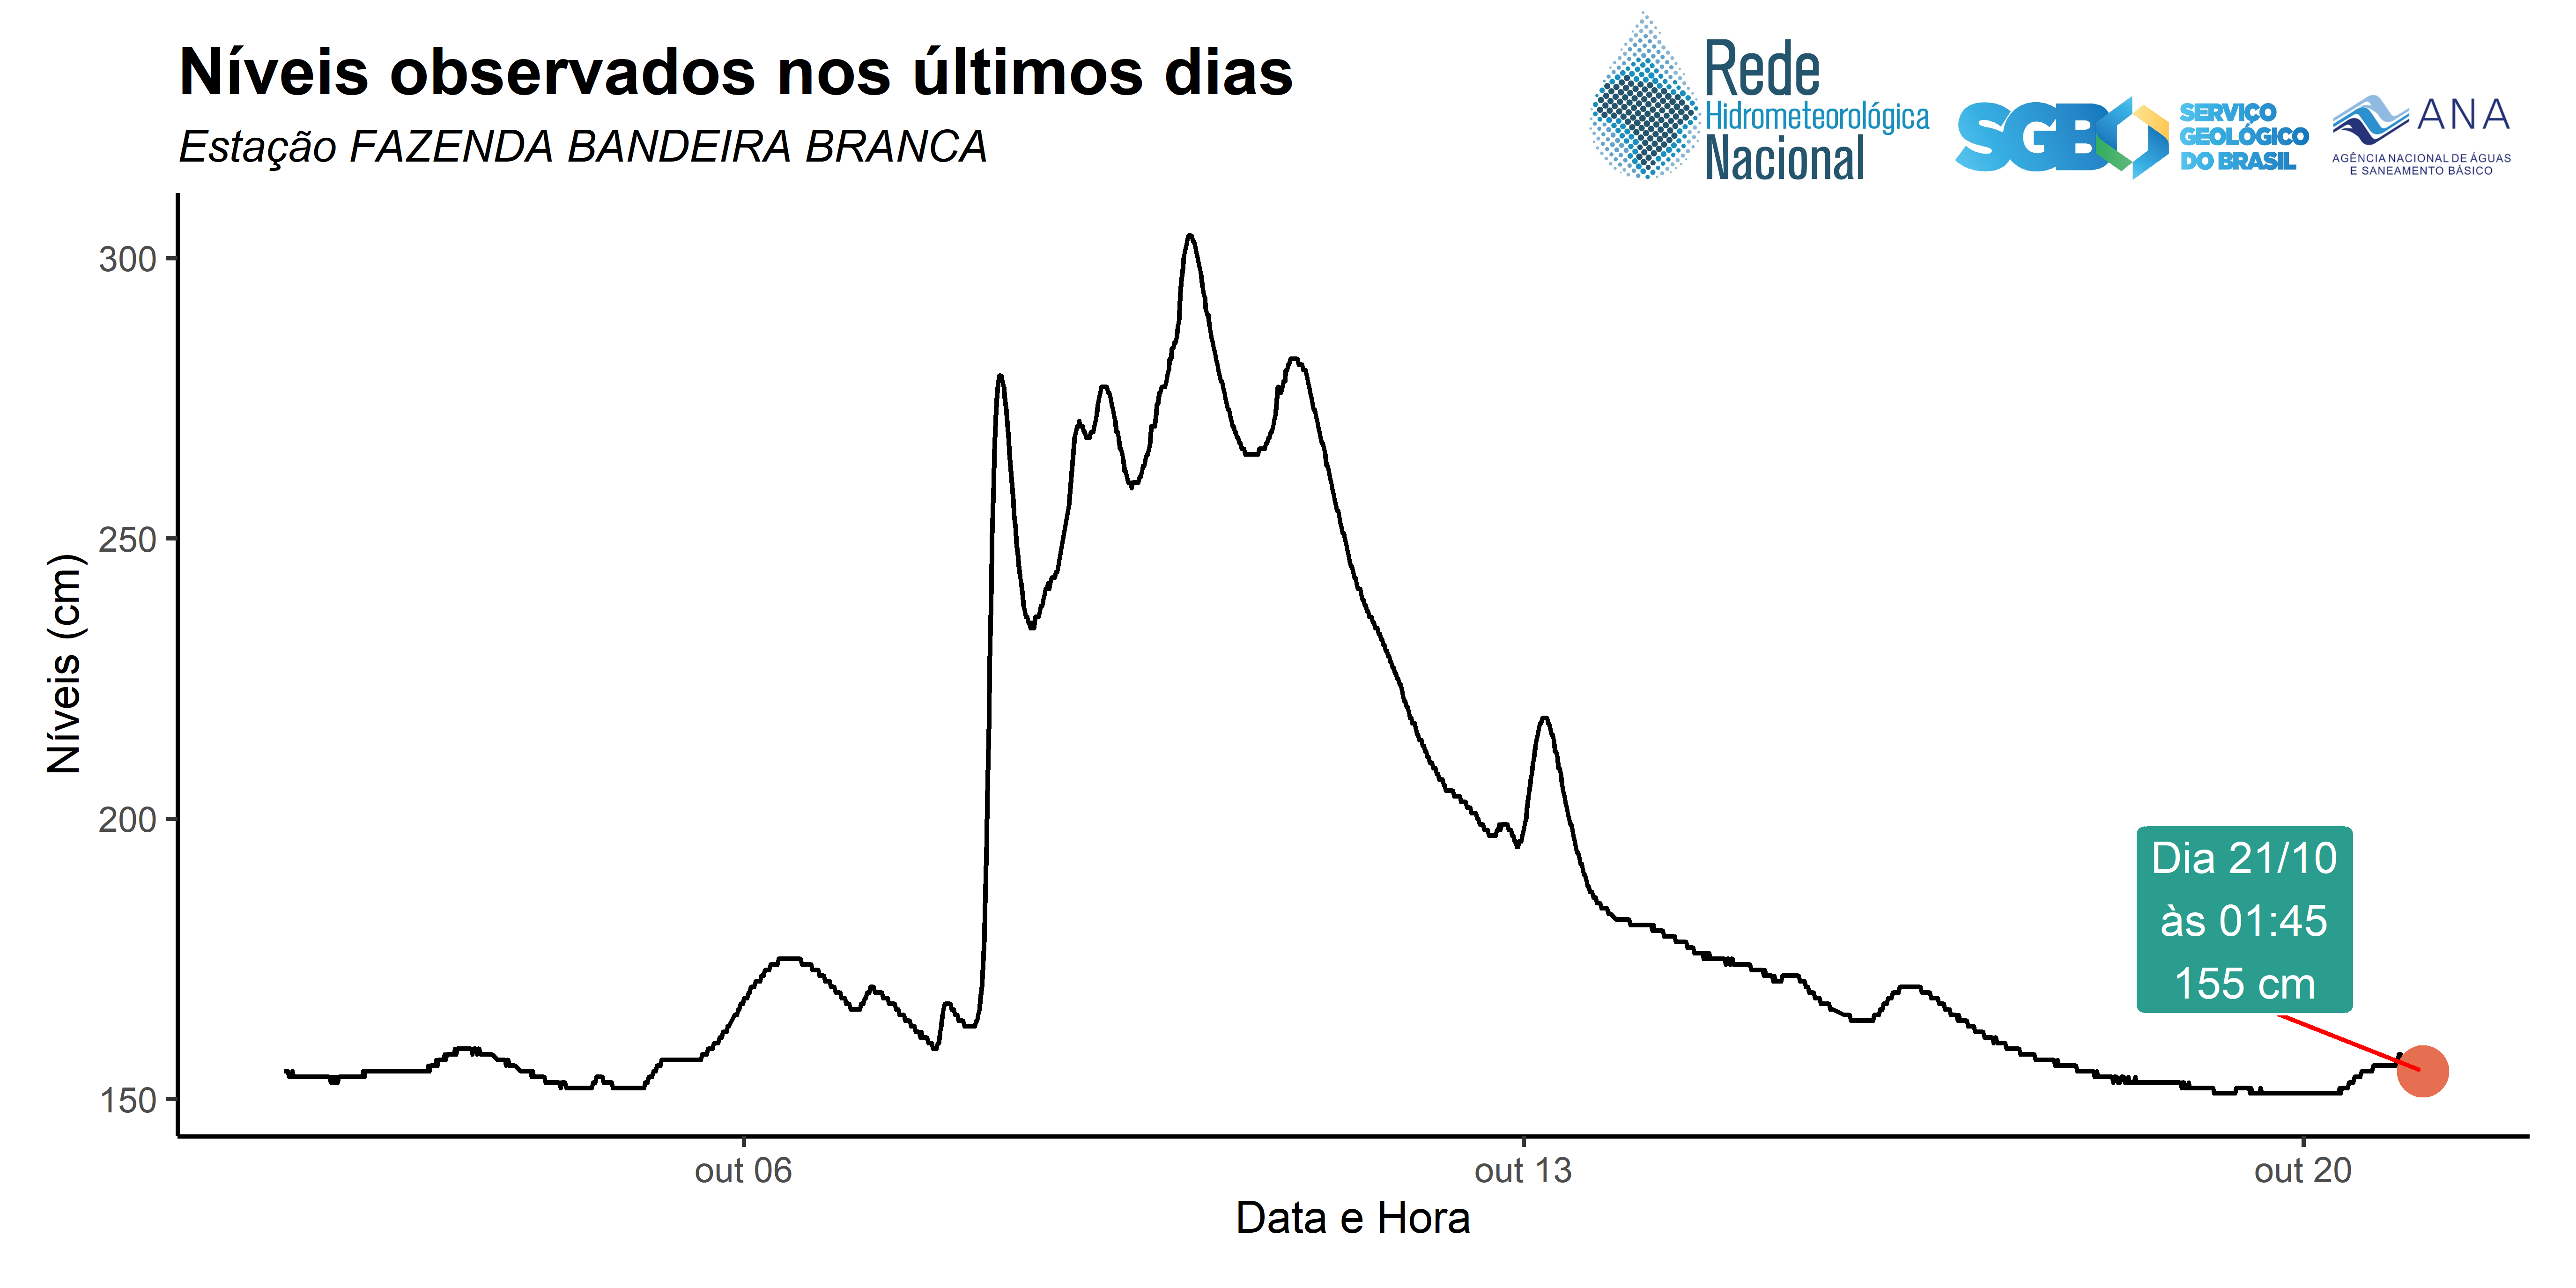 Níveis observados nos últimos dias
Estação FAZENDA BANDEIRA BRANCA
Rede
Hidrometeorológica
Nacional
SGB
SERVIÇO
GEOLÓGICO
DO BRASIL
ANA
AGÊNCIA NACIONAL DE ÁGUAS
E SANEAMENTO BÁSICO
Níveis (cm)
300
250
200
150
Dia 21/10
às 01:45
155 cm
out 06
out 13
out 20
Data e Hora